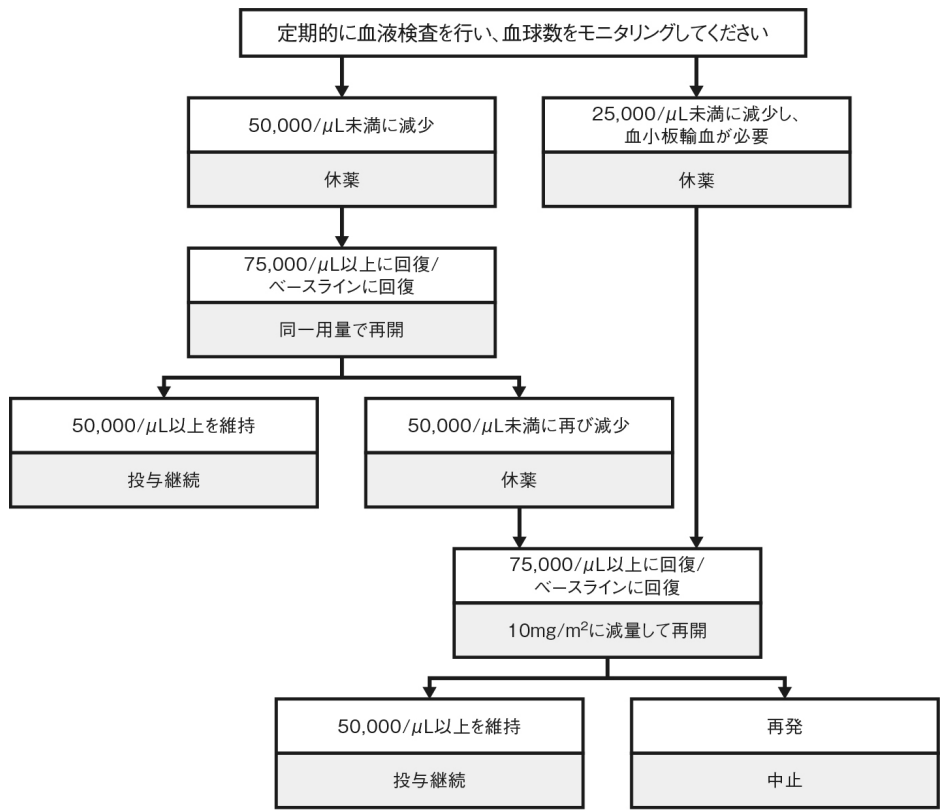 定期的に血液検査を行い、血球数をモニタリングしてください
50,000/μL未満に減少
休薬
25,000/μL未満に減少し、
血小板輸血が必要
休薬
75,000/μL以上に回復/
ベースラインに回復
同一用量で再開
50,000/μL以上を維持
投与継続
50,000/μL未満に再び減少
休薬
75,000/μL以上に回復/
ベースラインに回復
10mg/m²に減量して再開
50,000/μL以上を維持
投与継続
再発
中止